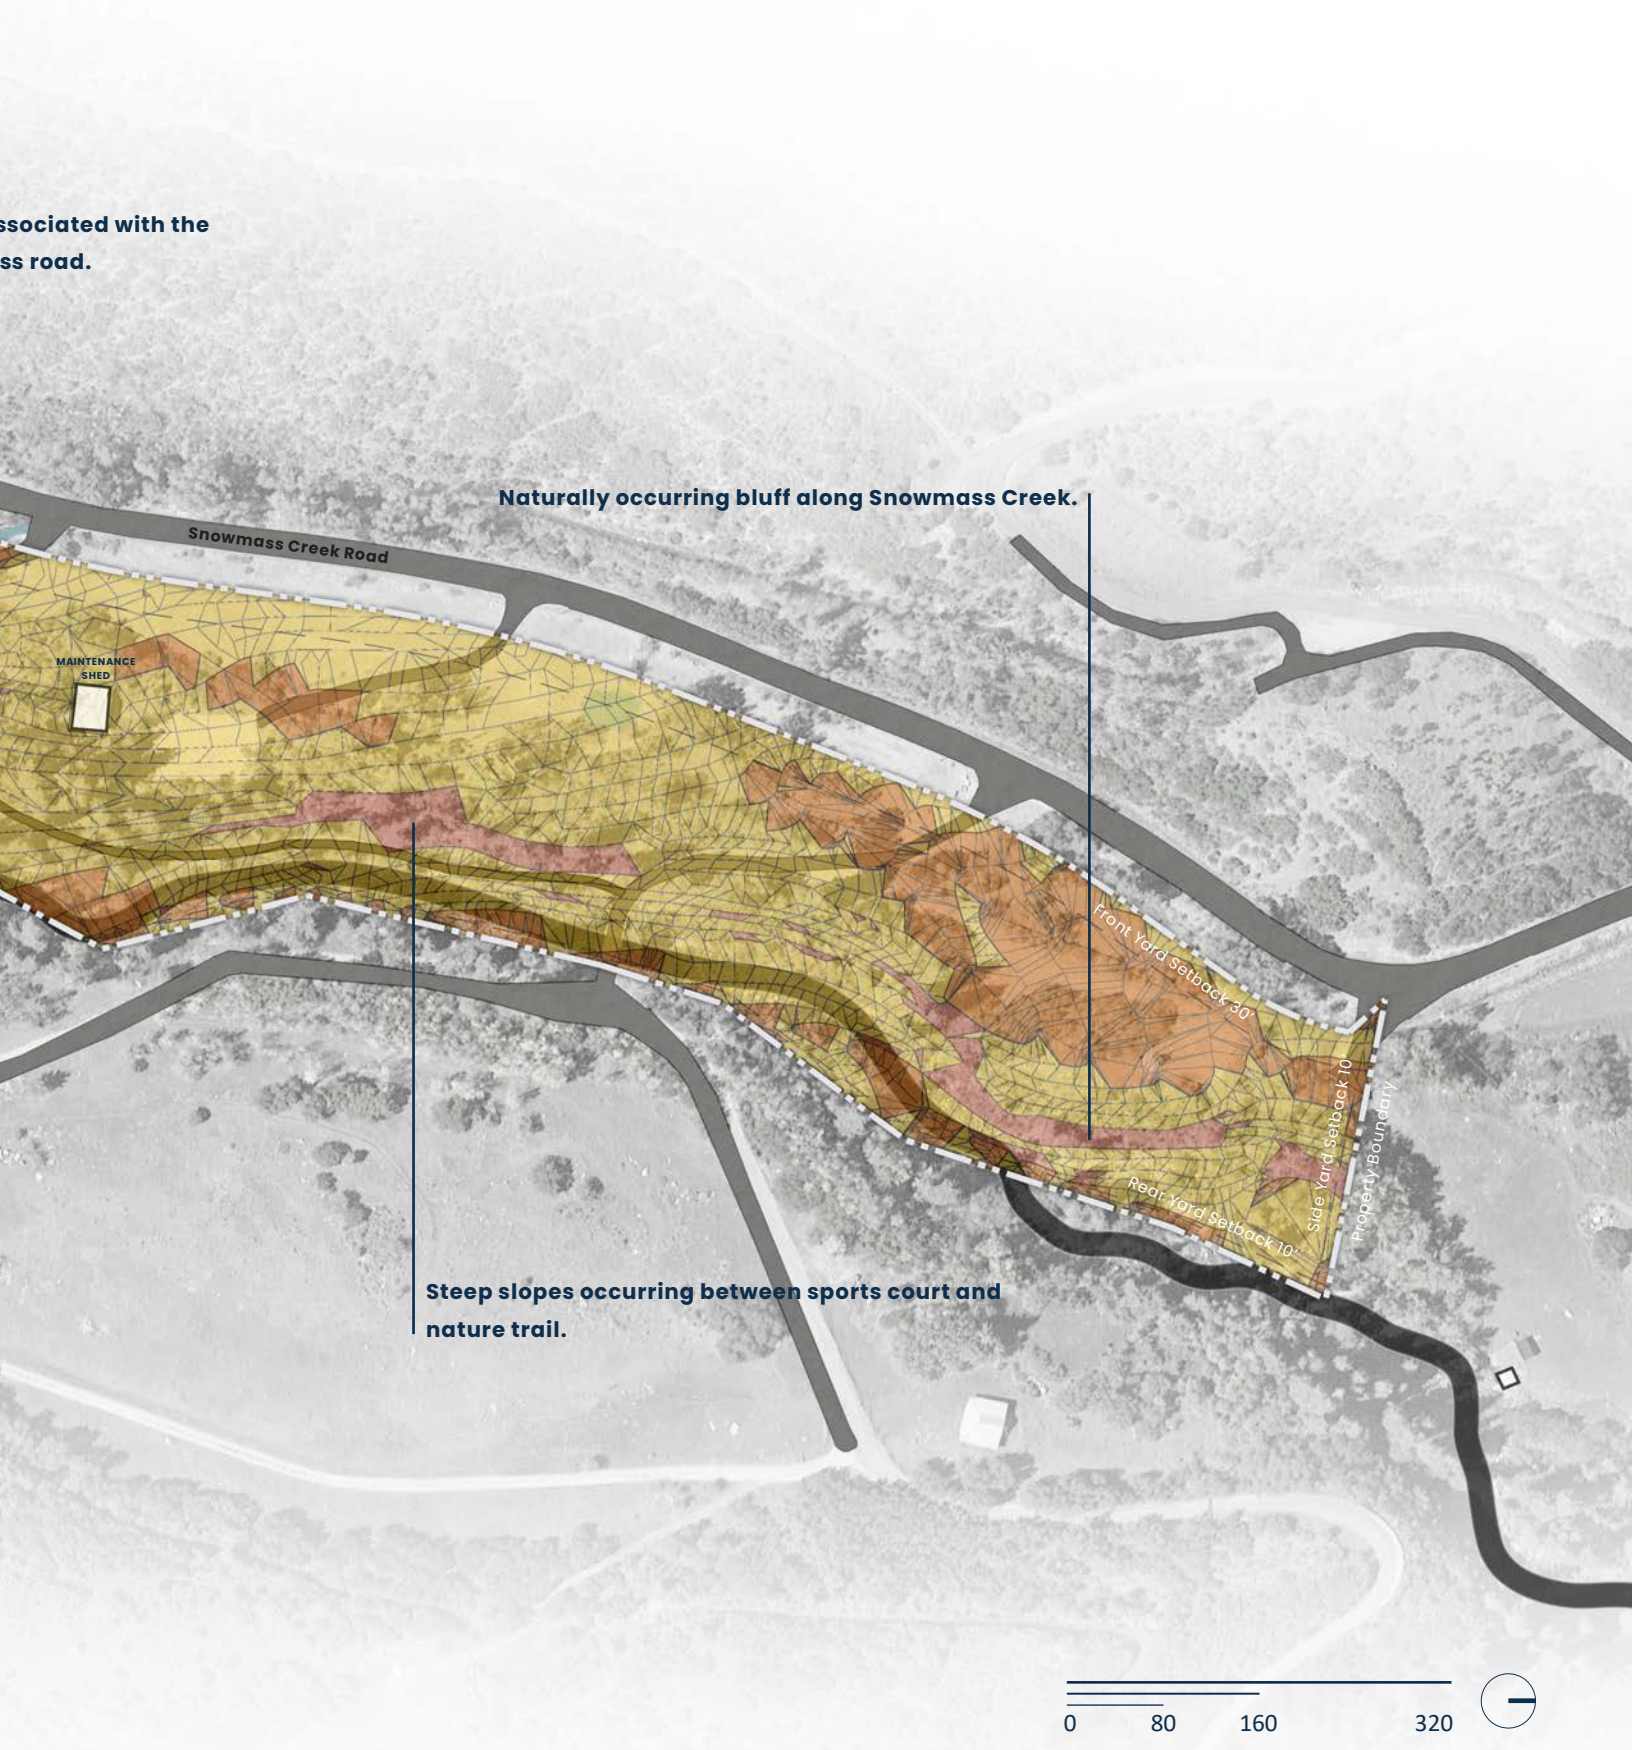 ssociated with the
ss road.
Naturally occurring bluff along Snowmass Creek.
Snowmass Creek Road
MAINTENANCE
SHED
Front Yard Setback 30'
Side Yard Setback 10'
Property Boundary
Rear Yard Setback 10'
Steep slopes occurring between sports court and
nature trail.
0 80 160 320